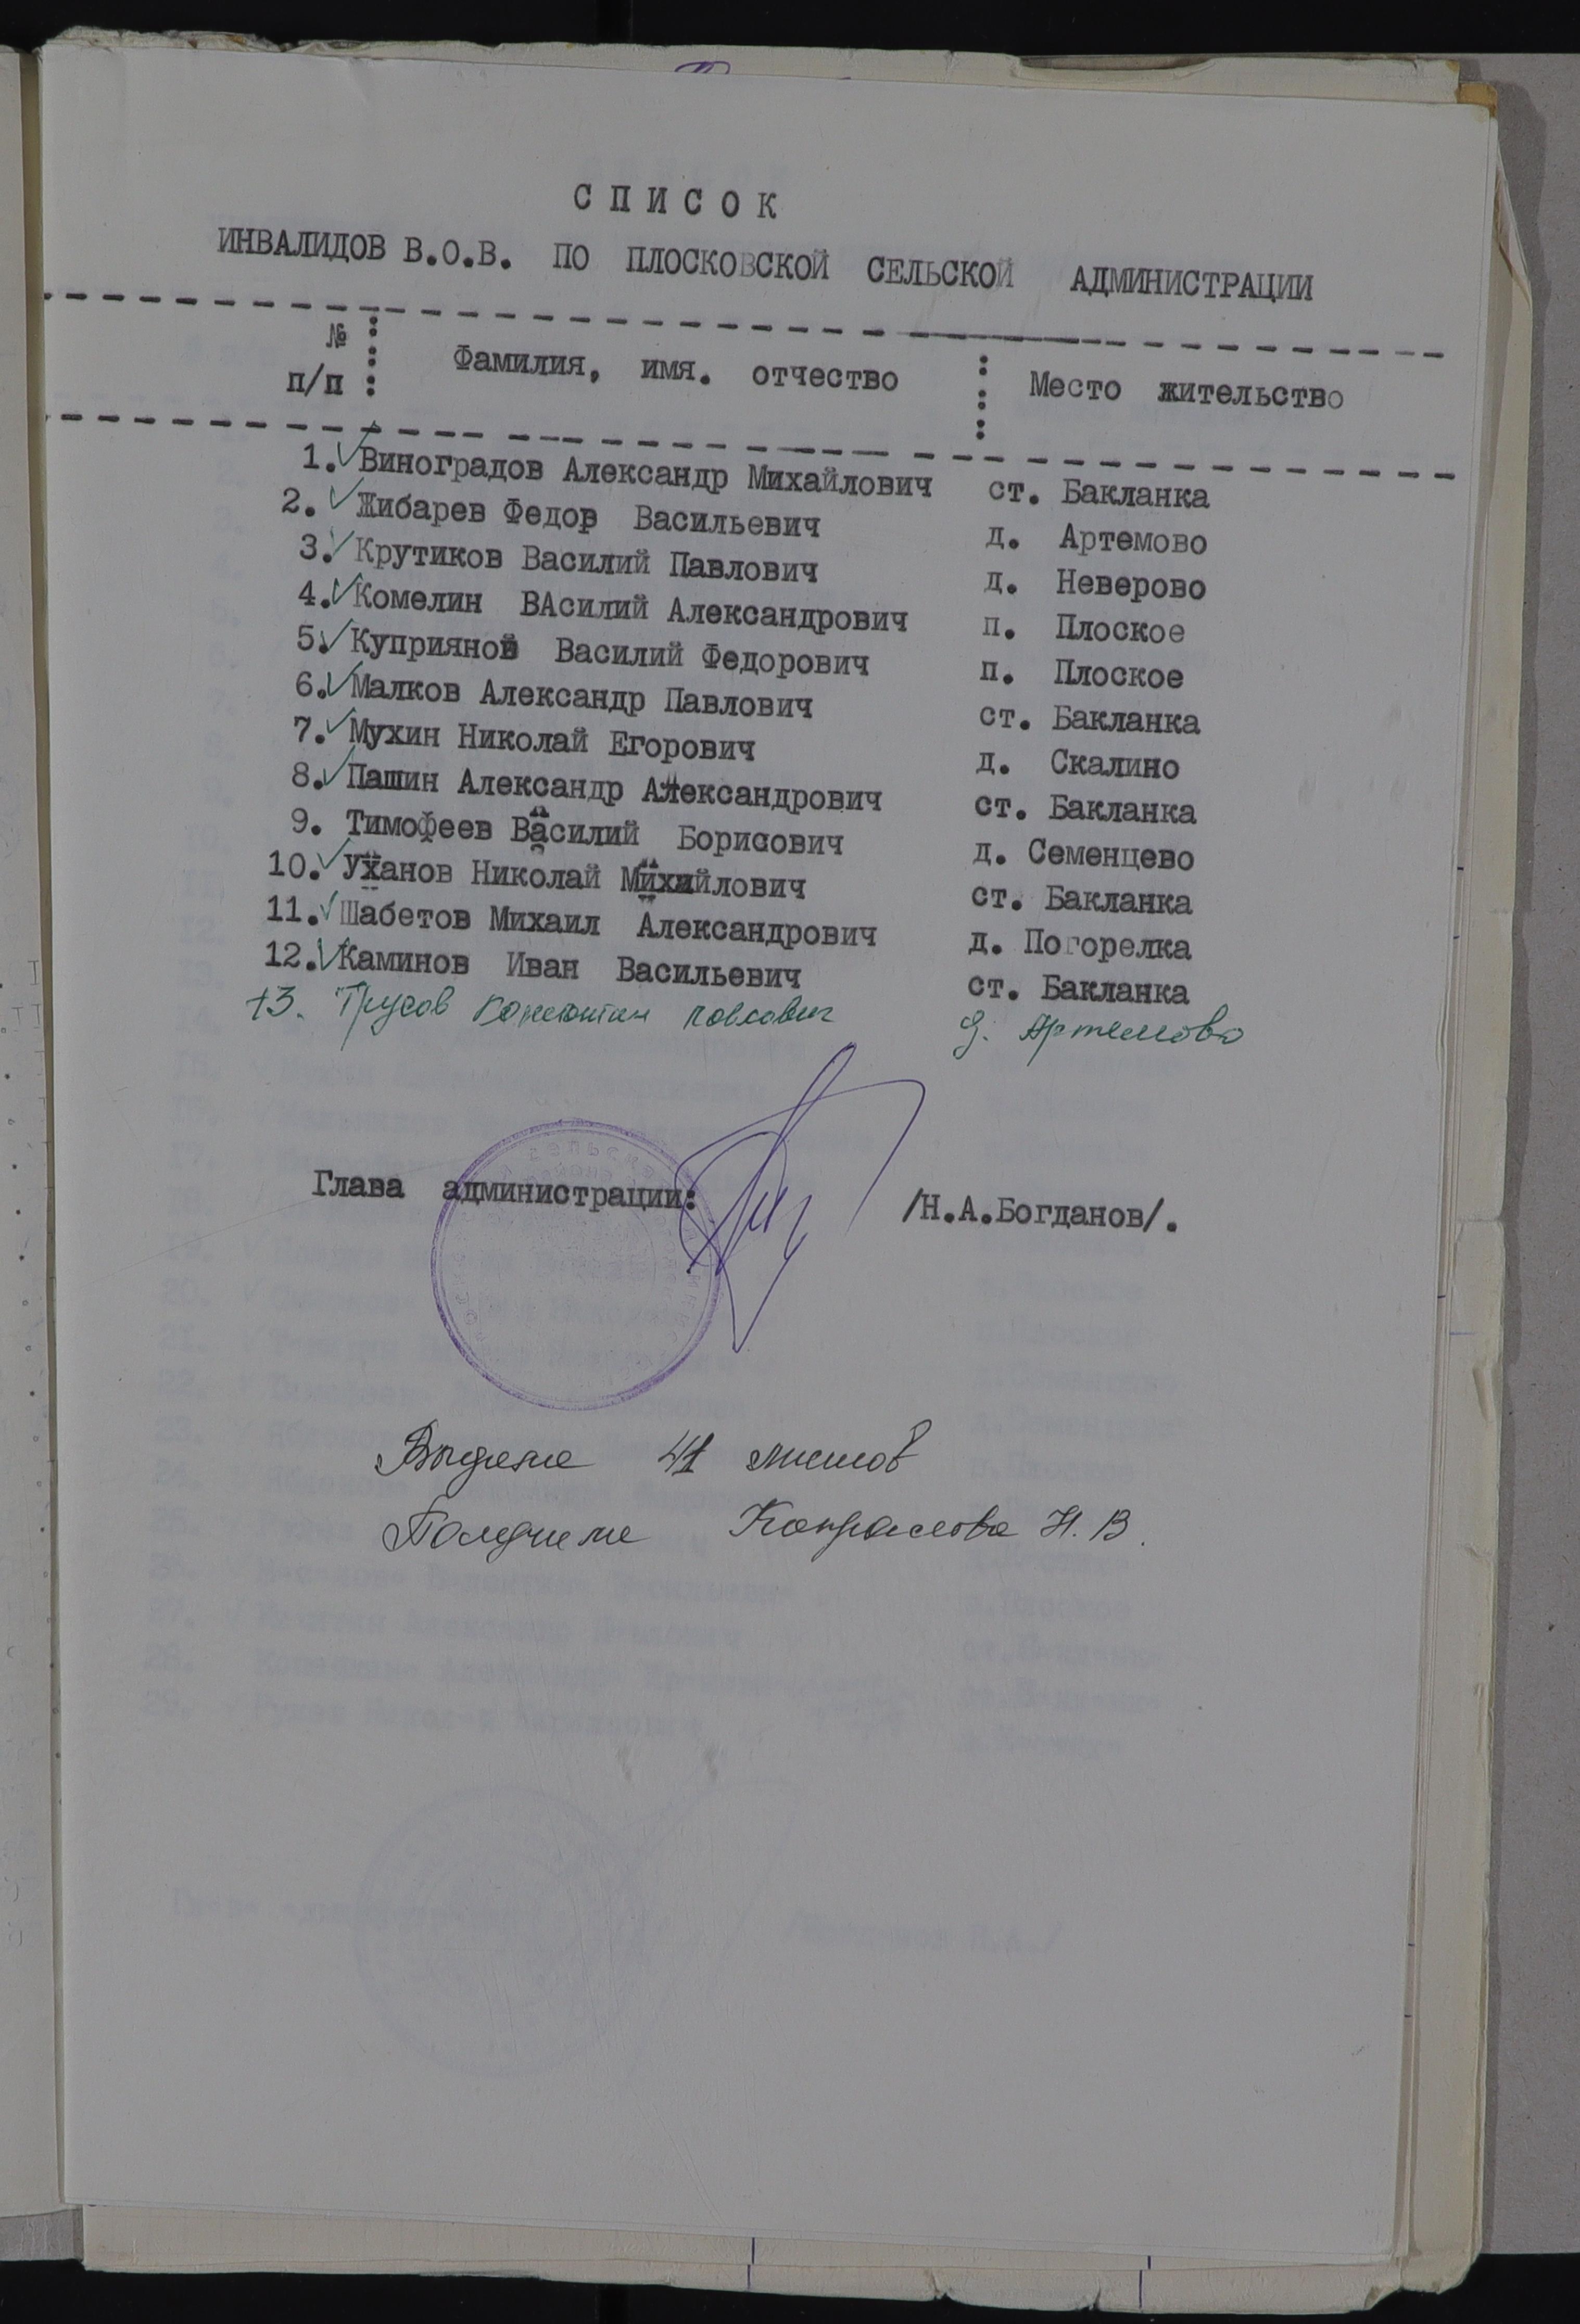 СПИСОК
ИНВАЛИДОВ В.О.В. ПО ПЛОСКОВСКОЙ СЕЛЬСКОЙ АДМИНИСТРАЦИИ
№ п/п Фамилия, имя. отчество Место жительство
1. Виноградов Александр Михайлович ст. Бакланка
2. Жибарев Федор Васильевич д. Артемово
3. Крутиков Василий Павлович д. Неверово
4. Комелин ВАсилий Александрович п. Плоское
5. Куприянов Василий Федорович п. Плоское
6. Малков Александр Павлович ст. Бакланка
7. Мухин Николай Егорович д. Скалино
8. Пашин Александр Александрович ст. Бакланка
9. Тимофеев Василий Борисович д. Семенцево
10. Уханов Николай Михайлович ст. Бакланка
11. Шабетов Михаил Александрович д. Погорелка
12. Каминов Иван Васильевич ст. Бакланка
13. Трусов Константин Павлович д. Артемово
Глава администрации: /Н.А.Богданов/.
41 листов
Н.В.